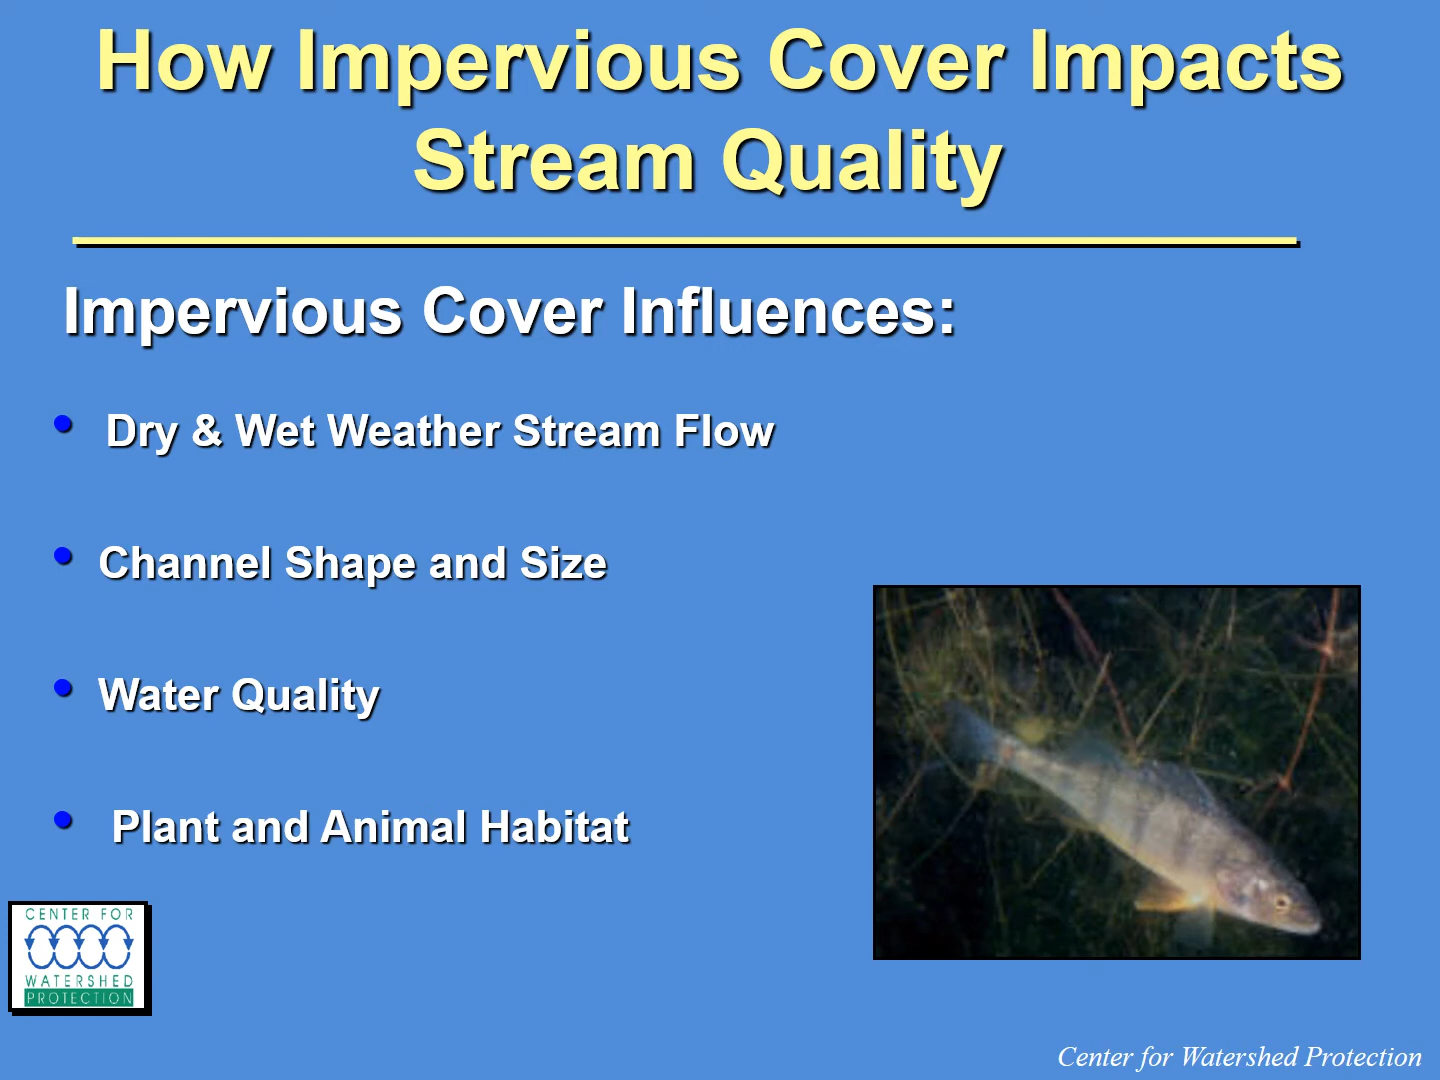 How Impervious Cover Impacts
Stream Quality
Impervious Cover Influences:
• Dry & Wet Weather Stream Flow
• Channel Shape and Size
• Water Quality
• Plant and Animal Habitat
CENTER FOR
WATERSHED
PROTECTION
Center for Watershed Protection